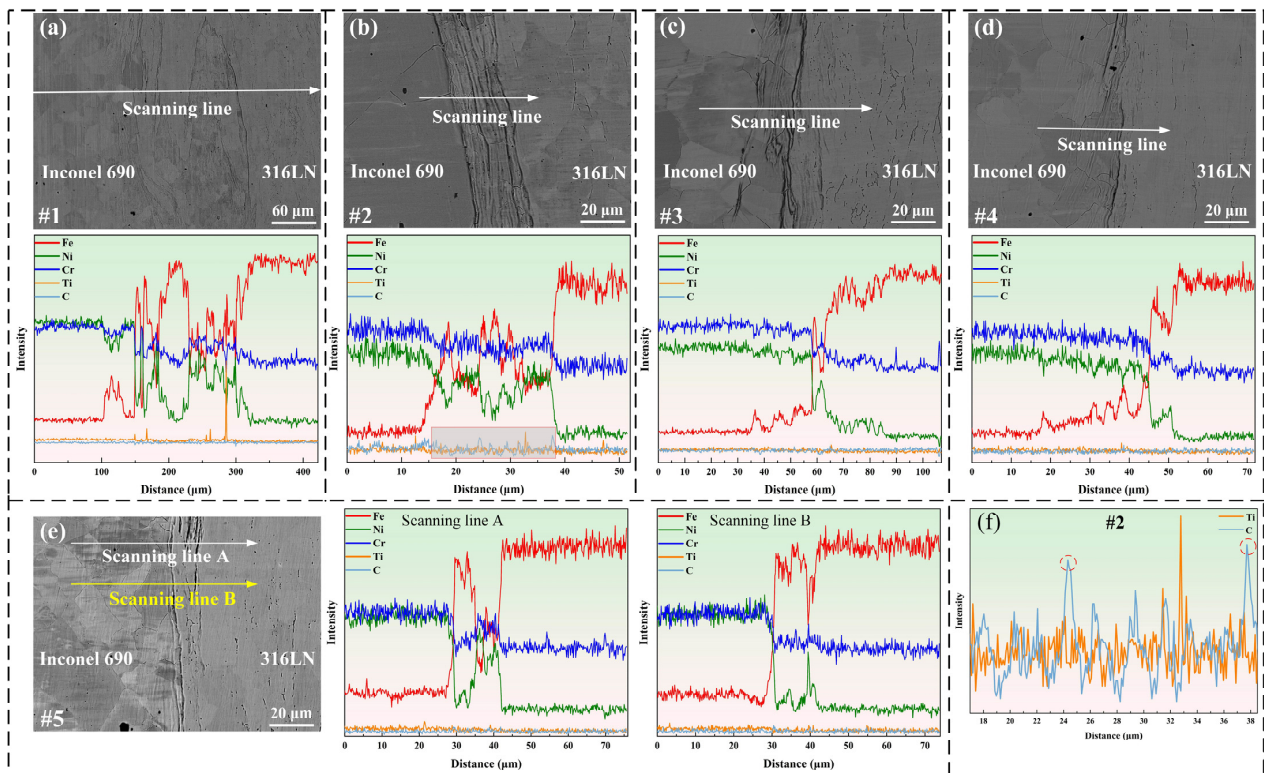 (a)
Scanning line
Inconel 690 316LN
#1
60 μm
Fe
Ni
Cr
Ti
C
Intensity
0 100 200 300 400
Distance (μm)
(b)
Scanning line
Inconel 690 316LN
#2
20 μm
Fe
Ni
Cr
Ti
C
Intensity
0 10 20 30 40 50
Distance (μm)
(c)
Scanning line
Inconel 690 316LN
#3
20 μm
Fe
Ni
Cr
Ti
C
Intensity
0 10 20 30 40 50 60 70 80 90 100
Distance (μm)
(d)
Scanning line
Inconel 690 316LN
#4
20 μm
Fe
Ni
Cr
Ti
C
Intensity
0 10 20 30 40 50 60 70
Distance (μm)
(e)
Scanning line A
Scanning line B
Inconel 690 316LN
#5
20 μm
Scanning line A
Fe
Ni
Cr
Ti
C
Intensity
0 10 20 30 40 50 60 70
Distance (μm)
Scanning line B
Fe
Ni
Cr
Ti
C
Intensity
0 10 20 30 40 50 60 70
Distance (μm)
(f)
#2
Ti
C
Intensity
18 20 22 24 26 28 30 32 34 36 38
Distance (μm)